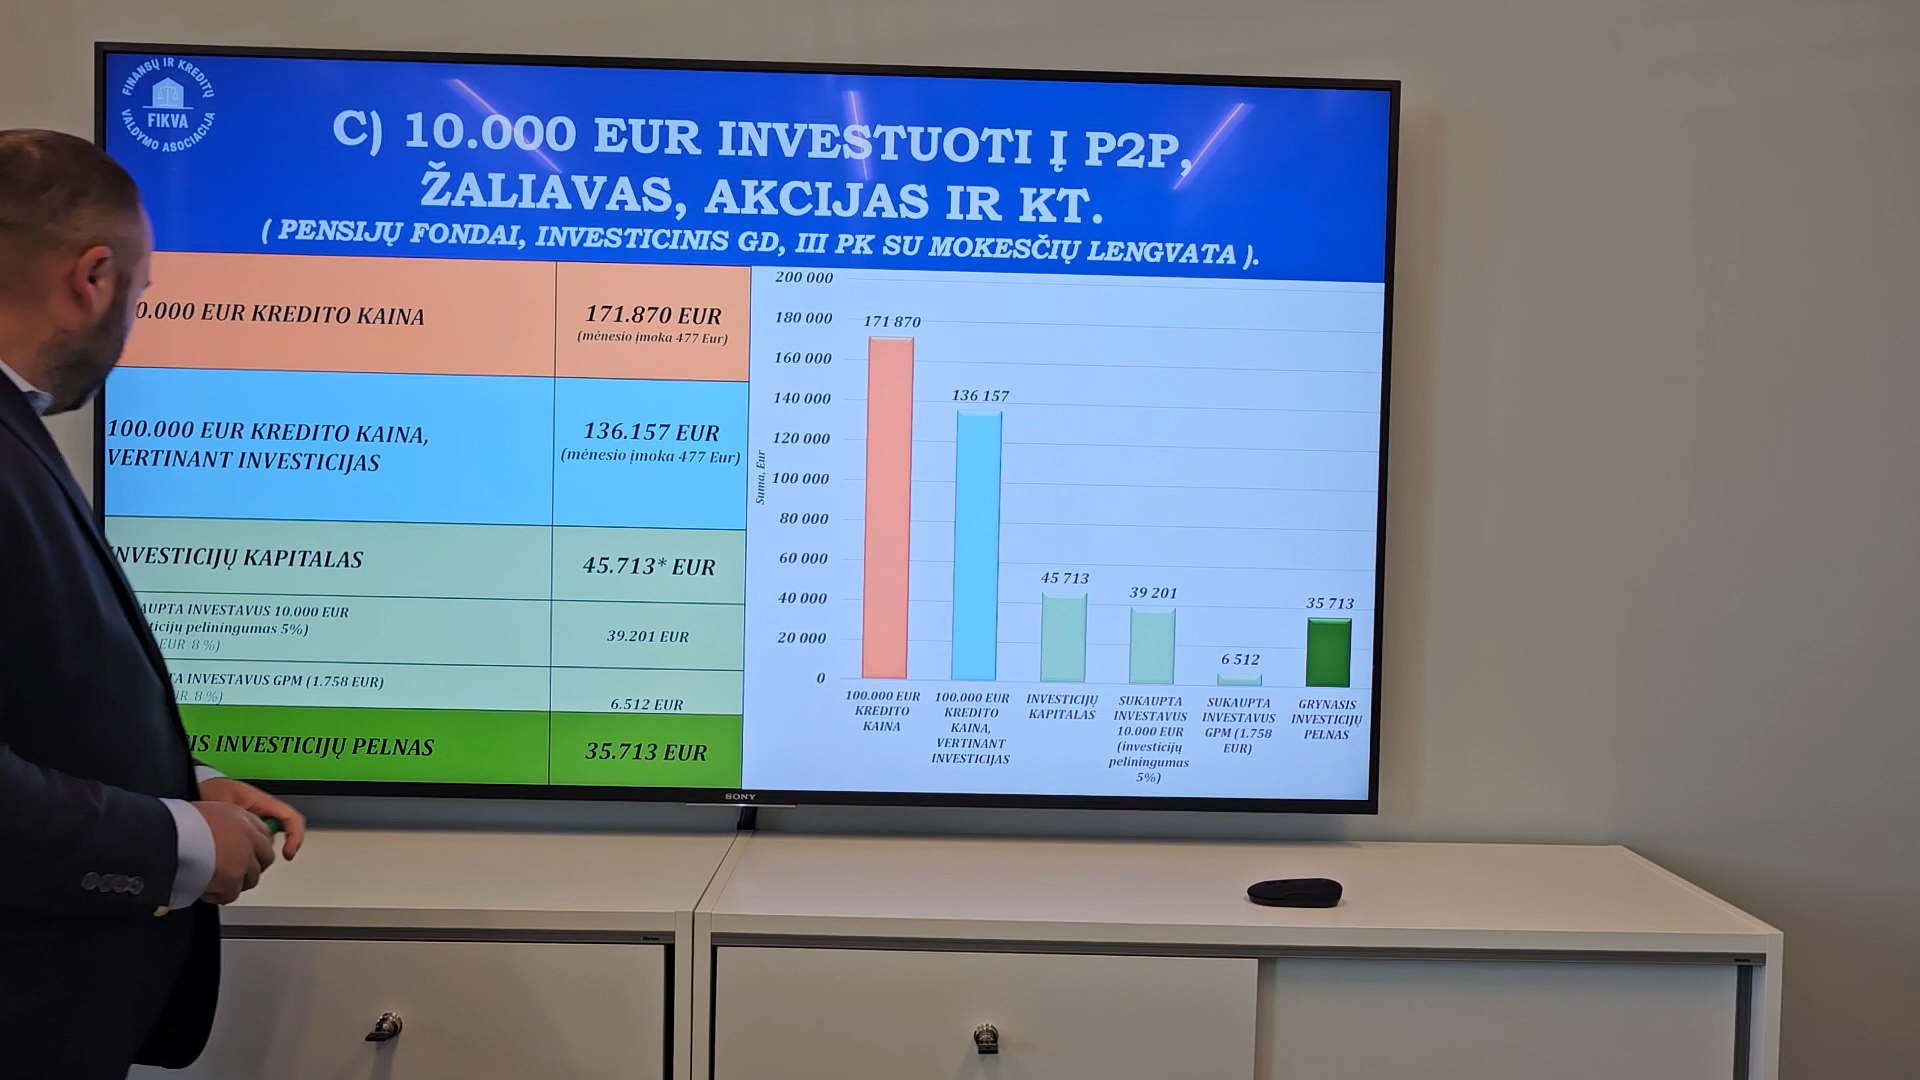 FINANSŲ IR KREDITŲ
FIKVA
VALDYMO ASOCIACIJA
C) 10.000 EUR INVESTUOTI Į P2P,
ŽALIAVAS, AKCIJAS IR KT.
( PENSIJŲ FONDAI, INVESTICINIS GD, III PK SU MOKESČIŲ LENGVATA ).
0.000 EUR KREDITO KAINA
171.870 EUR
(mėnesio įmoka 477 Eur)
100.000 EUR KREDITO KAINA,
VERTINANT INVESTICIJAS
136.157 EUR
(mėnesio įmoka 477 Eur)
NVESTICIJŲ KAPITALAS
45.713* EUR
AUPTA INVESTAVUS 10.000 EUR
ticijų peliningumas 5%)
EUR 8 %)
39.201 EUR
TA INVESTAVUS GPM (1.758 EUR)
UR 8 %)
6.512 EUR
IS INVESTICIJŲ PELNAS
35.713 EUR
Suma, Eur
200 000
180 000
160 000
140 000
120 000
100 000
80 000
60 000
40 000
20 000
0
171 870
136 157
45 713
39 201
6 512
35 713
100.000 EUR
KREDITO
KAINA
100.000 EUR
KREDITO
KAINA,
VERTINANT
INVESTICIJAS
INVESTICIJŲ
KAPITALAS
SUKAUPTA
INVESTAVUS
10.000 EUR
(investicijų
peliningumas
5%)
SUKAUPTA
INVESTAVUS
GPM (1.758
EUR)
GRYNASIS
INVESTICIJŲ
PELNAS
SONY